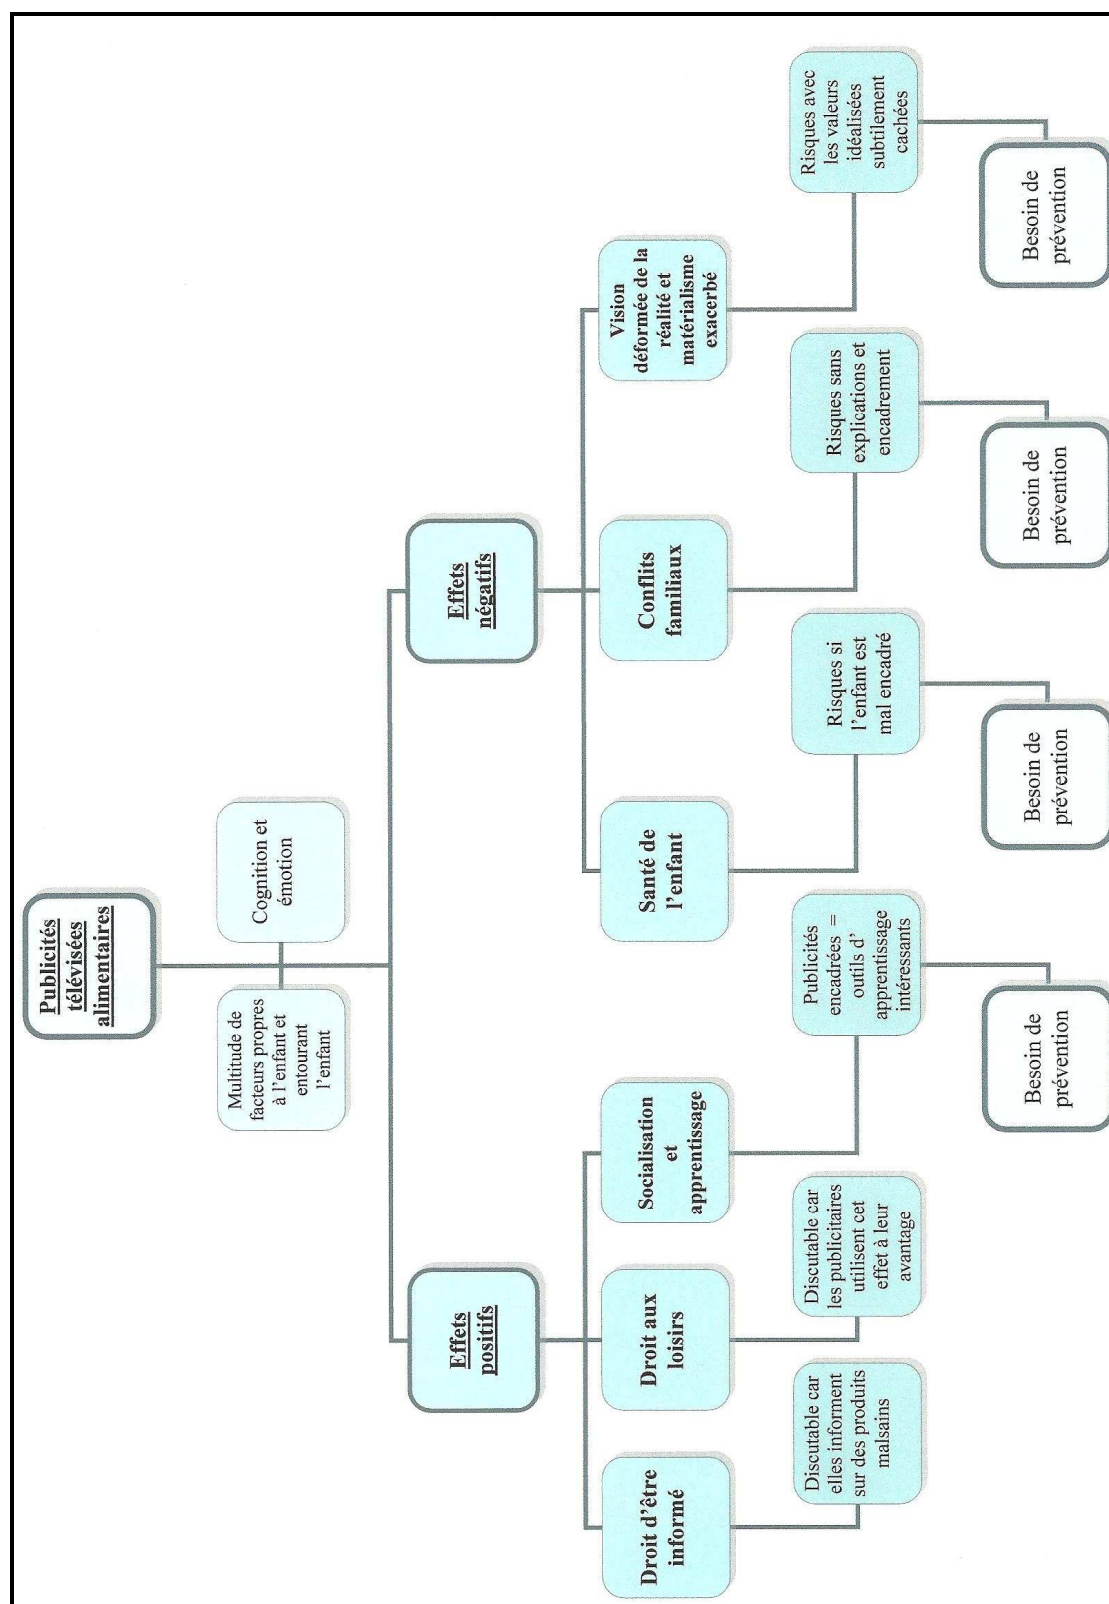 Publicités
télévisées
alimentaires
Multitude de
facteurs propres
à l'enfant et
entourant
l'enfant
Cognition et
émotion
Effets
positifs
Effets
négatifs
Droit d'être
informé
Droit aux
loisirs
Socialisation
et
apprentissage
Santé de
l'enfant
Conflits
familiaux
Vision
déformée de la
réalité et
matérialisme
exacerbé
Discutable car
elles informent
sur des produits
malsains
Discutable car
les publicitaires
utilisent cet
effet à leur
avantage
Publicités
encadrées =
outils d'
apprentissage
intéressants
Risques si
l'enfant est
mal encadré
Risques sans
explications et
encadrement
Risques avec
les valeurs
idéalisées
subtilement
cachées
Besoin de
prévention
Besoin de
prévention
Besoin de
prévention
Besoin de
prévention